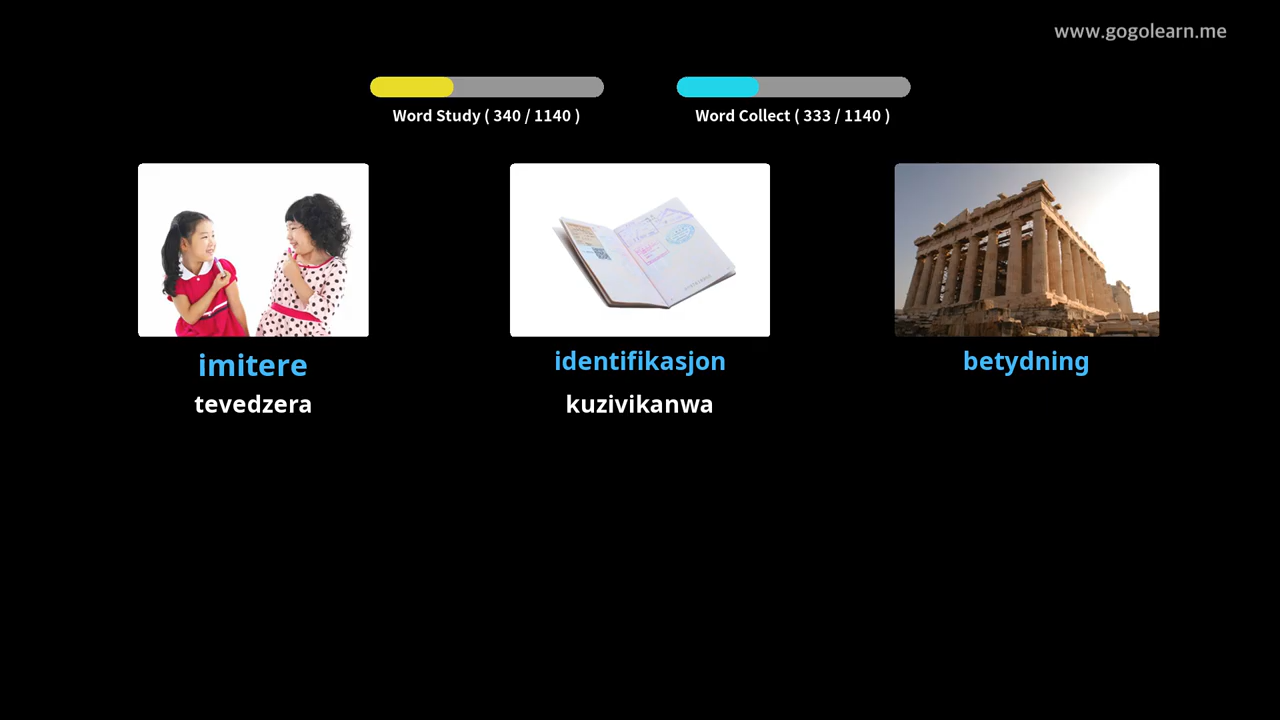 www.gogolearn.me
Word Study ( 340 / 1140 )
Word Collect ( 333 / 1140 )
imitere
identifikasjon
betydning
tevedzera
kuzivikanwa